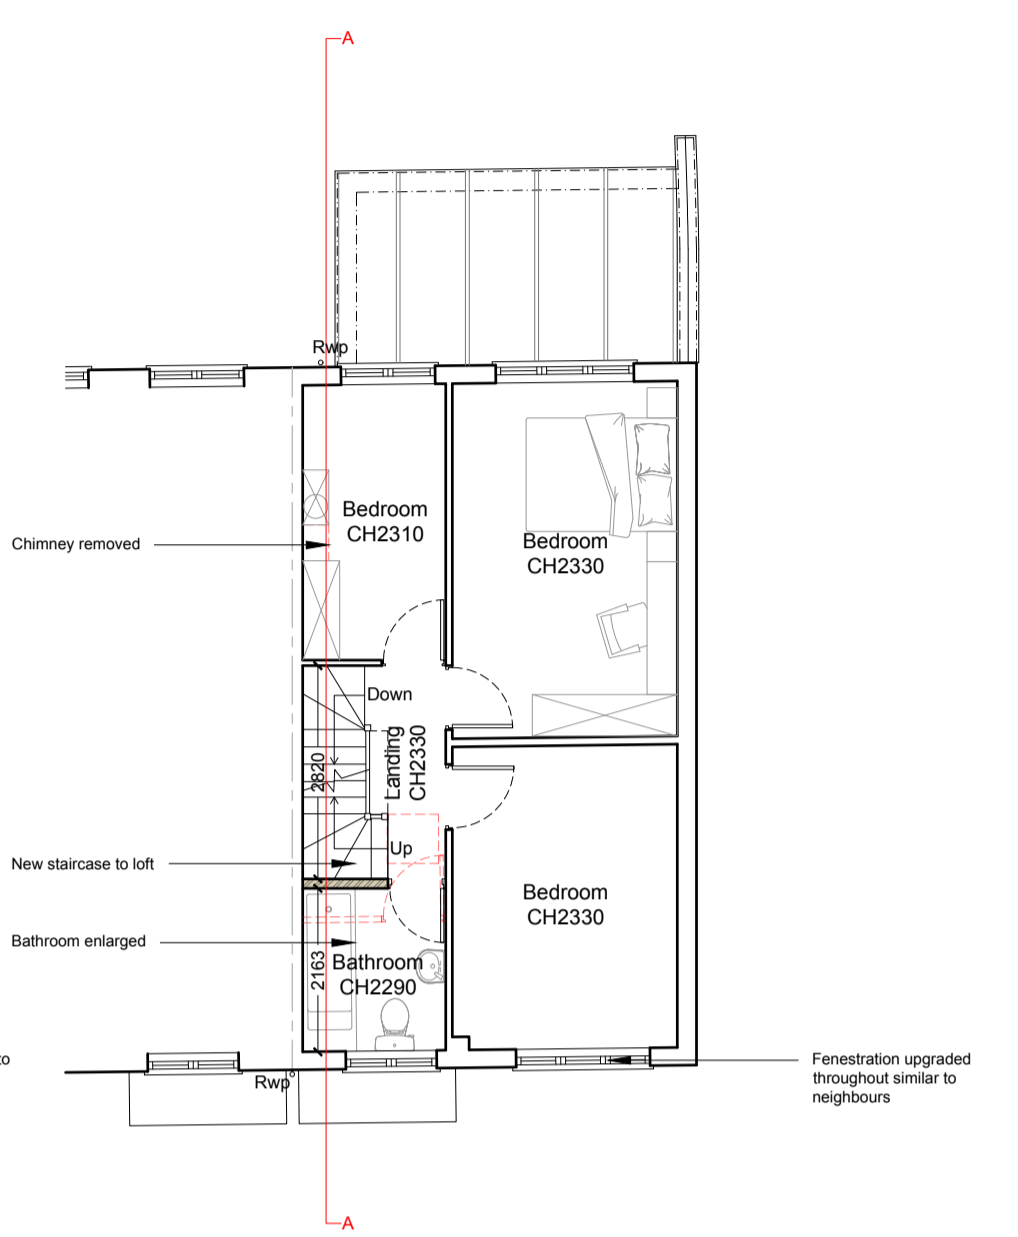 A
Rwp
Bedroom
CH2310
Chimney removed
Bedroom
CH2330
Down
Landing
CH2330
2820
Up
New staircase to loft
Bedroom
CH2330
Bathroom enlarged
Bathroom
CH2290
2163
to
Rwp
Fenestration upgraded
throughout similar to
neighbours
A